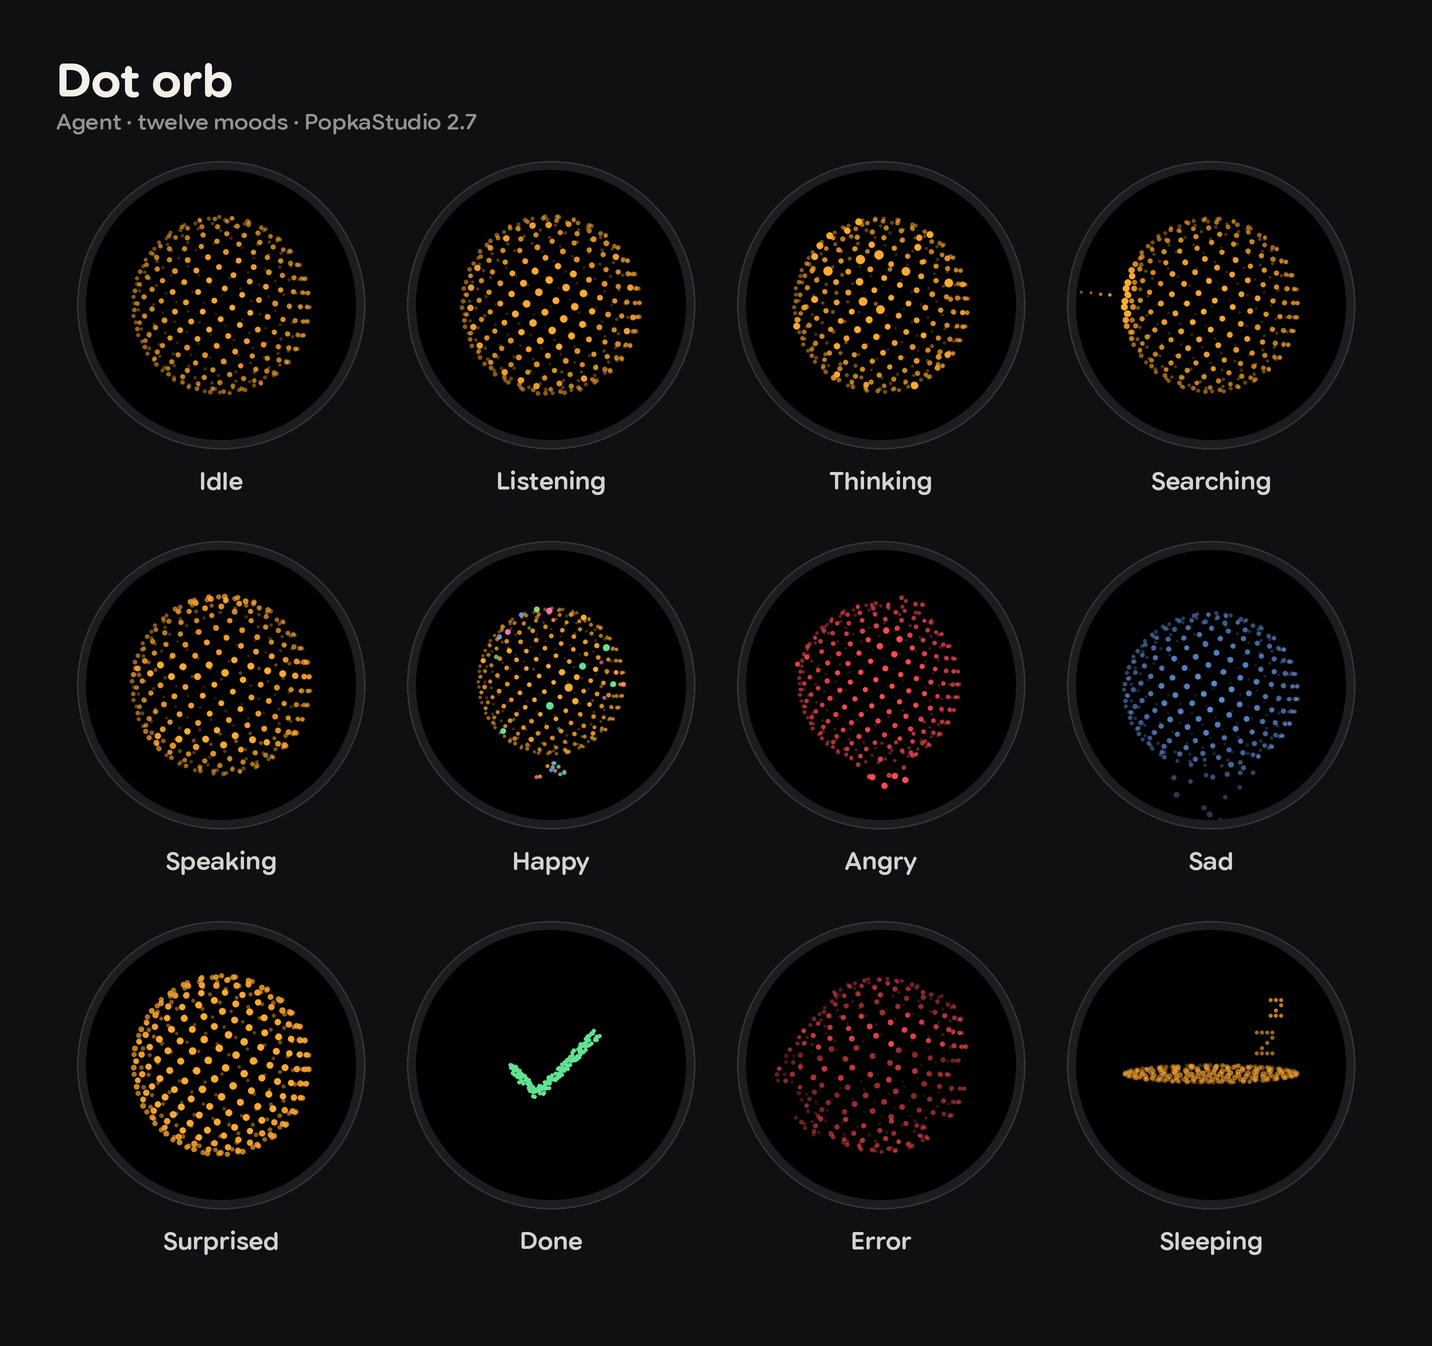 Dot orb
Agent · twelve moods · PopkaStudio 2.7
Idle
Listening
Thinking
Searching
Speaking
Happy
Angry
Sad
Surprised
Done
Error
Sleeping
z
z